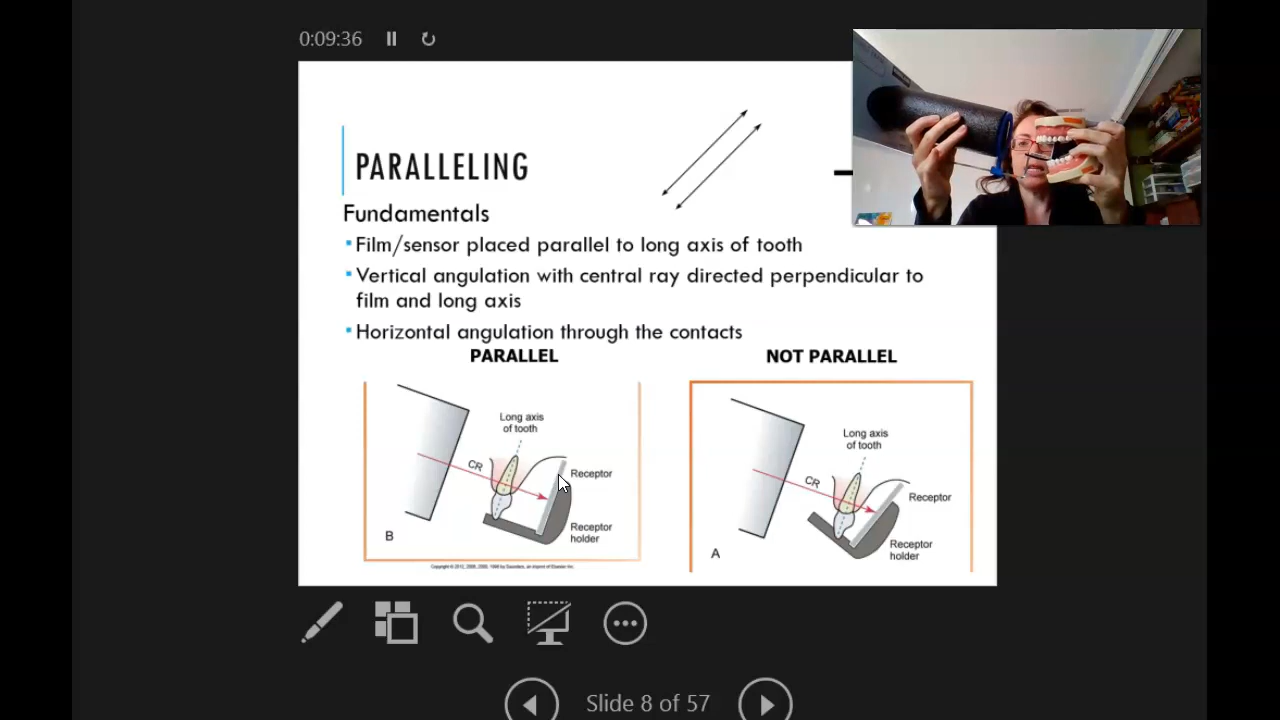 0:09:36
PARALLELING
Fundamentals
Film/sensor placed parallel to long axis of tooth
Vertical angulation with central ray directed perpendicular to
film and long axis
Horizontal angulation through the contacts
PARALLEL
NOT PARALLEL
Long axis
of tooth
CR
Receptor
Receptor
holder
B
Long axis
of tooth
CR
Receptor
Receptor
holder
A
Slide 8 of 57